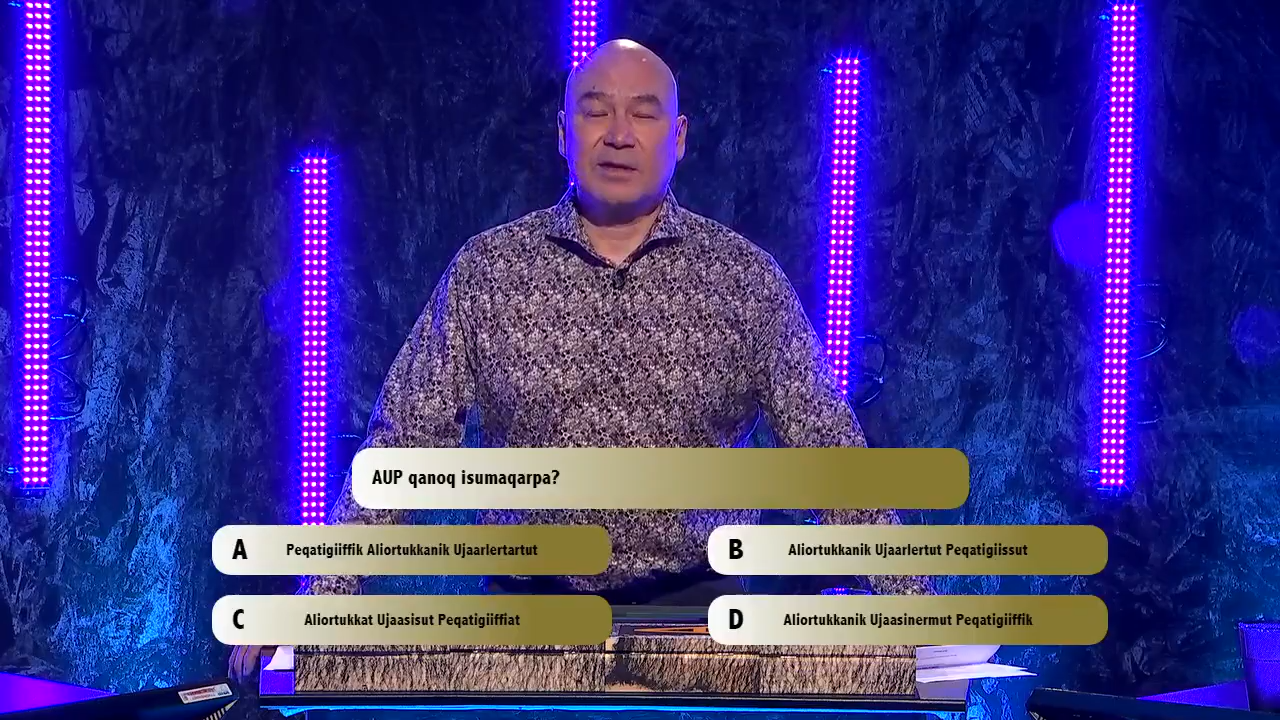 AUP qanoq isumaqarpa?
A Peqatigiiffik Aliortukkanik Ujaarlertartut
B Aliortukkanik Ujaarlertut Peqatigiissut
C Aliortukkat Ujaasisut Peqatigiiffiat
D Aliortukkanik Ujaasinermut Peqatigiiffik